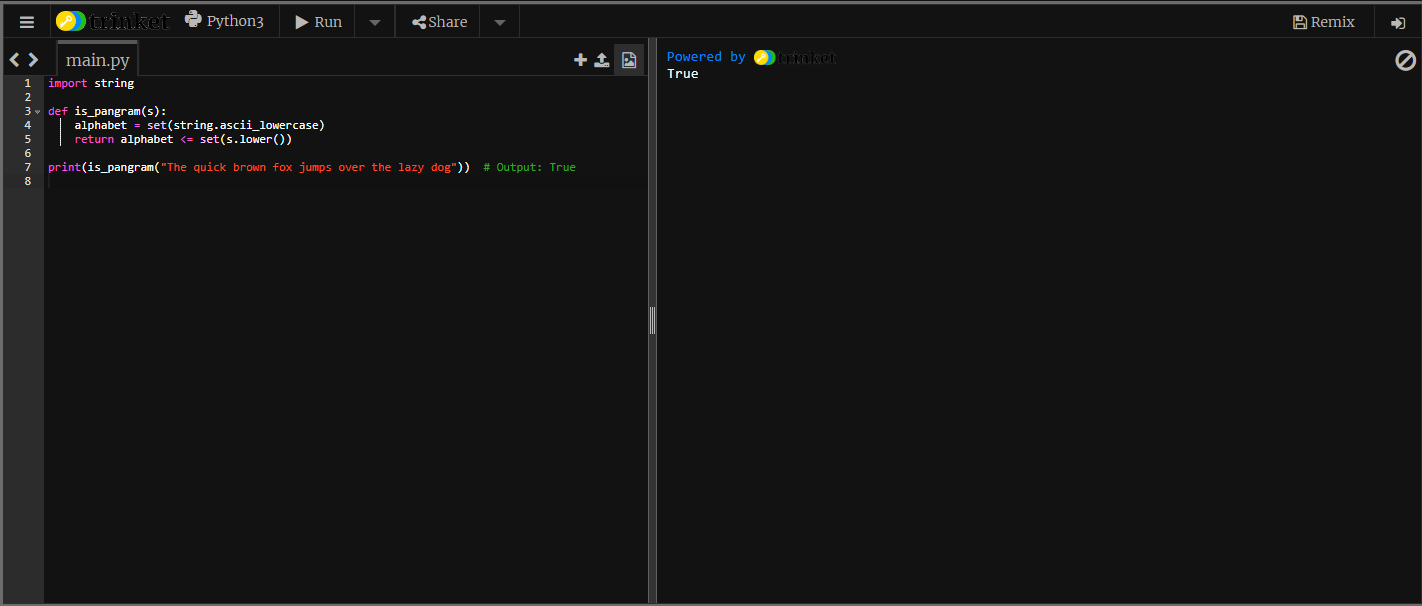 trinket Python3 Run Share Remix
main.py
1 import string
2
3 def is_pangram(s):
4     alphabet = set(string.ascii_lowercase)
5     return alphabet <= set(s.lower())
6
7 print(is_pangram("The quick brown fox jumps over the lazy dog"))  # Output: True
8
Powered by trinket
True